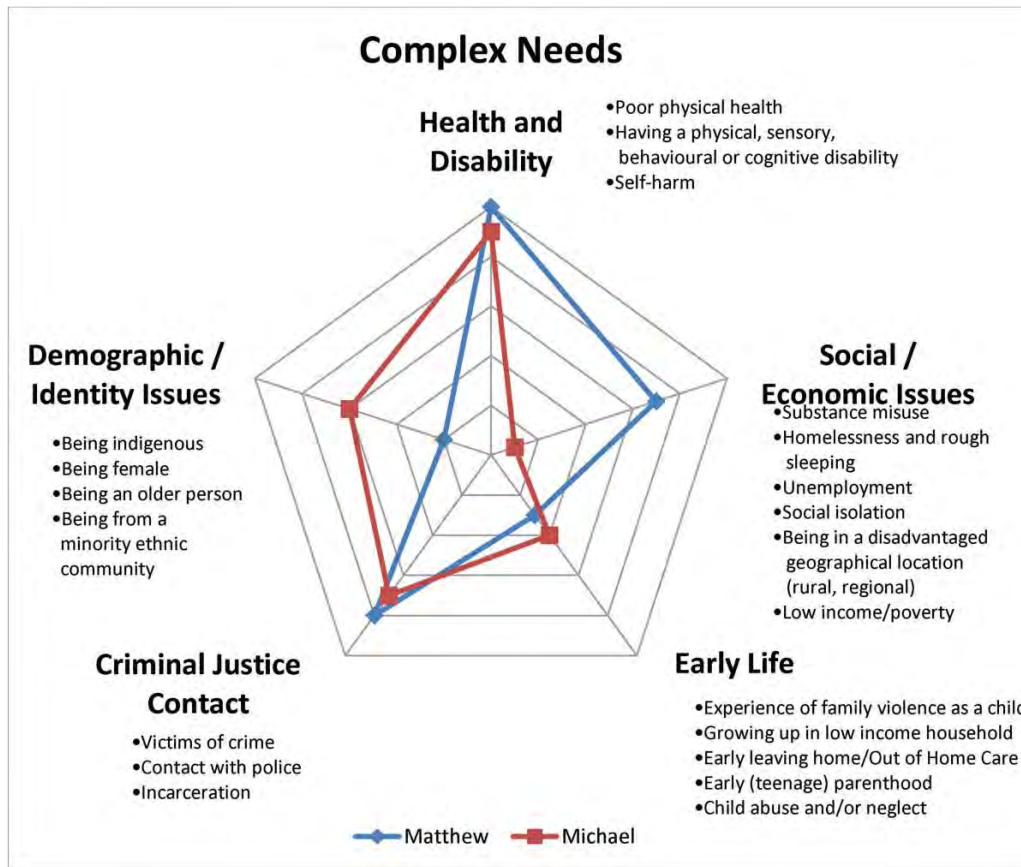 Complex Needs
Health and
Disability
•Poor physical health
•Having a physical, sensory,
behavioural or cognitive disability
•Self-harm
Demographic /
Identity Issues
•Being indigenous
•Being female
•Being an older person
•Being from a
minority ethnic
community
Social /
Economic Issues
•Substance misuse
•Homelessness and rough
sleeping
•Unemployment
•Social isolation
•Being in a disadvantaged
geographical location
(rural, regional)
•Low income/poverty
Criminal Justice
Contact
•Victims of crime
•Contact with police
•Incarceration
Early Life
•Experience of family violence as a child
•Growing up in low income household
•Early leaving home/Out of Home Care
•Early (teenage) parenthood
•Child abuse and/or neglect
Matthew
Michael